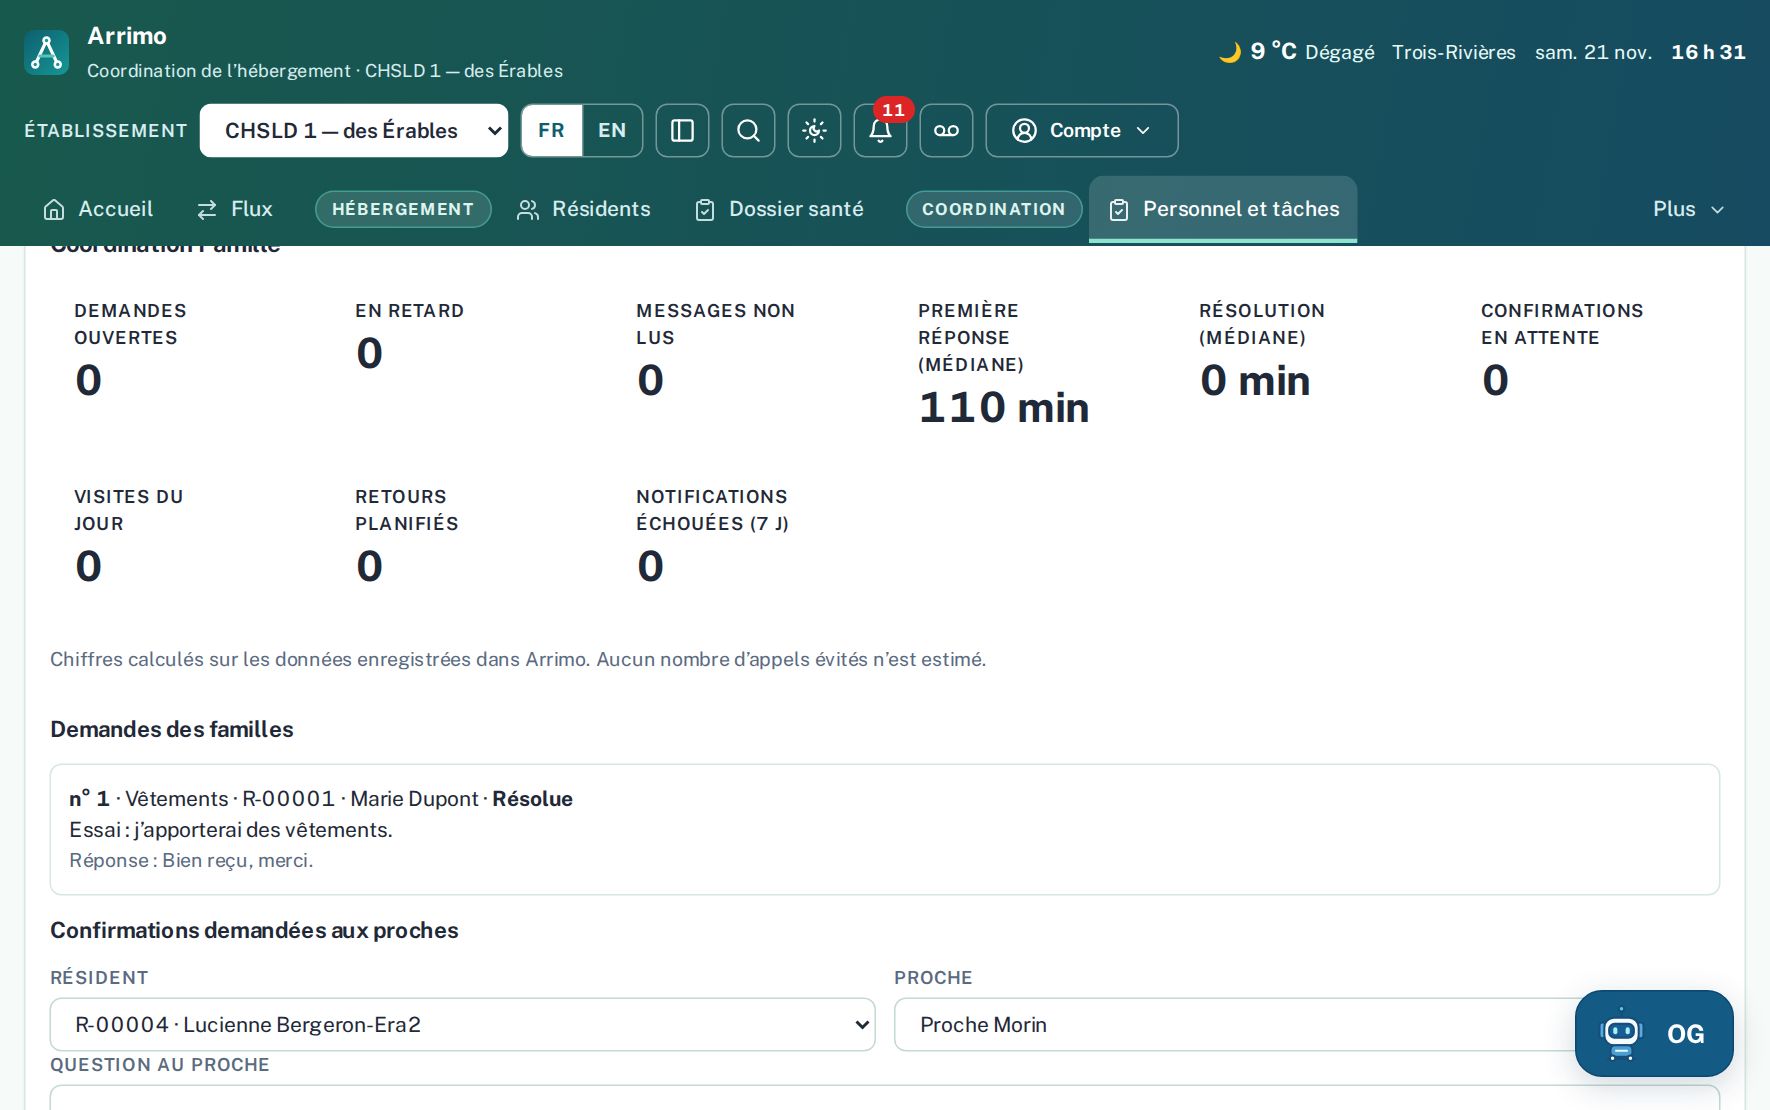 Arrimo
Coordination de l'hébergement · CHSLD 1 — des Érables
9 °C Dégagé Trois-Rivières sam. 21 nov. 16 h 31
ÉTABLISSEMENT CHSLD 1 — des Érables FR EN 11 Compte
Accueil Flux HÉBERGEMENT Résidents Dossier santé COORDINATION Personnel et tâches Plus
Coordination Famille
DEMANDES
OUVERTES
0
EN RETARD
0
MESSAGES NON
LUS
0
PREMIÈRE
RÉPONSE
(MÉDIANE)
110 min
RÉSOLUTION
(MÉDIANE)
0 min
CONFIRMATIONS
EN ATTENTE
0
VISITES DU
JOUR
0
RETOURS
PLANIFIÉS
0
NOTIFICATIONS
ÉCHOUÉES (7 J)
0
Chiffres calculés sur les données enregistrées dans Arrimo. Aucun nombre d'appels évités n'est estimé.
Demandes des familles
n° 1 · Vêtements · R-00001 · Marie Dupont · Résolue
Essai : j'apporterai des vêtements.
Réponse : Bien reçu, merci.
Confirmations demandées aux proches
RÉSIDENT
R-00004 · Lucienne Bergeron-Era2
PROCHE
Proche Morin
QUESTION AU PROCHE
OG